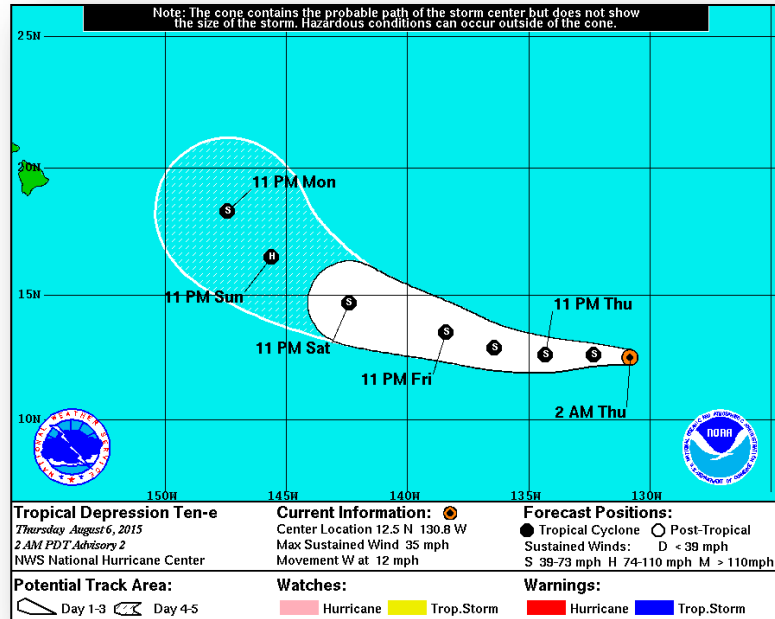 Note: The cone contains the probable path of the storm center but does not show
the size of the storm. Hazardous conditions can occur outside of the cone.
25N
20N
11 PM Mon
S
H
11 PM Sun
15N
11 PM Thu
S
S
S
S
S
11 PM Sat
11 PM Fri
2 AM Thu
10N
NATIONAL WEATHER SERVICE
NOAA
150W 145W 140W 135W 130W
Tropical Depression Ten-e
Thursday August 6, 2015
2 AM PDT Advisory 2
NWS National Hurricane Center
Current Information:
Center Location 12.5 N 130.8 W
Max Sustained Wind 35 mph
Movement W at 12 mph
Forecast Positions:
Tropical Cyclone Post-Tropical
Sustained Winds: D < 39 mph
S 39-73 mph H 74-110 mph M > 110mph
Potential Track Area:
Day 1-3 Day 4-5
Watches:
Hurricane Trop.Storm
Warnings:
Hurricane Trop.Storm